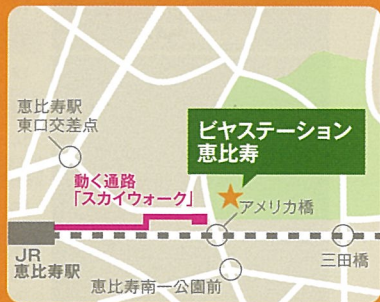 恵比寿駅
東口交差点
ビヤステーション
恵比寿
動く通路
「スカイウォーク」
アメリカ橋
JR
恵比寿駅
三田橋
恵比寿南一公園前